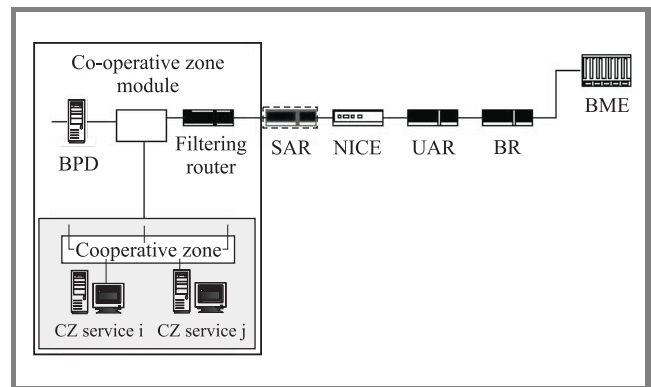 Co-operative zone
module
BME
BPD
Filtering
router
SAR
NICE
UAR
BR
Cooperative zone
CZ service i
CZ service j